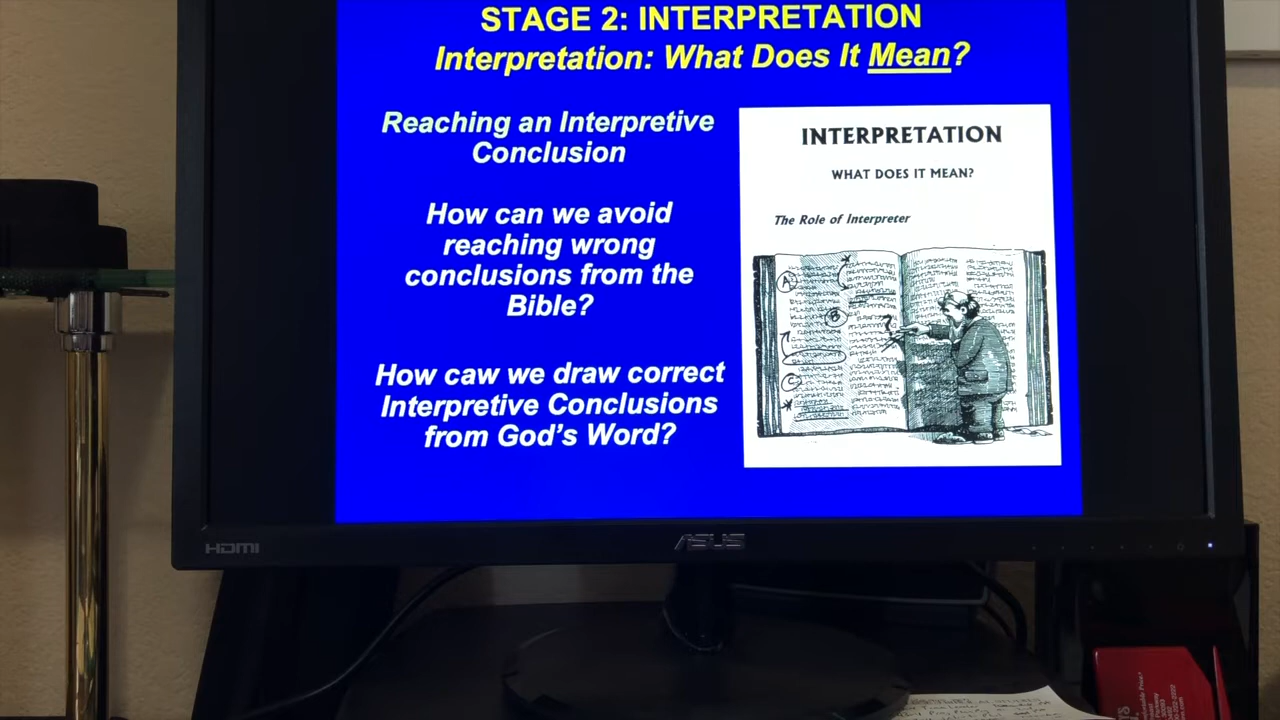 STAGE 2: INTERPRETATION
Interpretation: What Does It Mean?
Reaching an Interpretive
Conclusion
How can we avoid
reaching wrong
conclusions from the
Bible?
How caw we draw correct
Interpretive Conclusions
from God's Word?
INTERPRETATION
WHAT DOES IT MEAN?
The Role of Interpreter
A
B
?
C
HDMI
ASUS